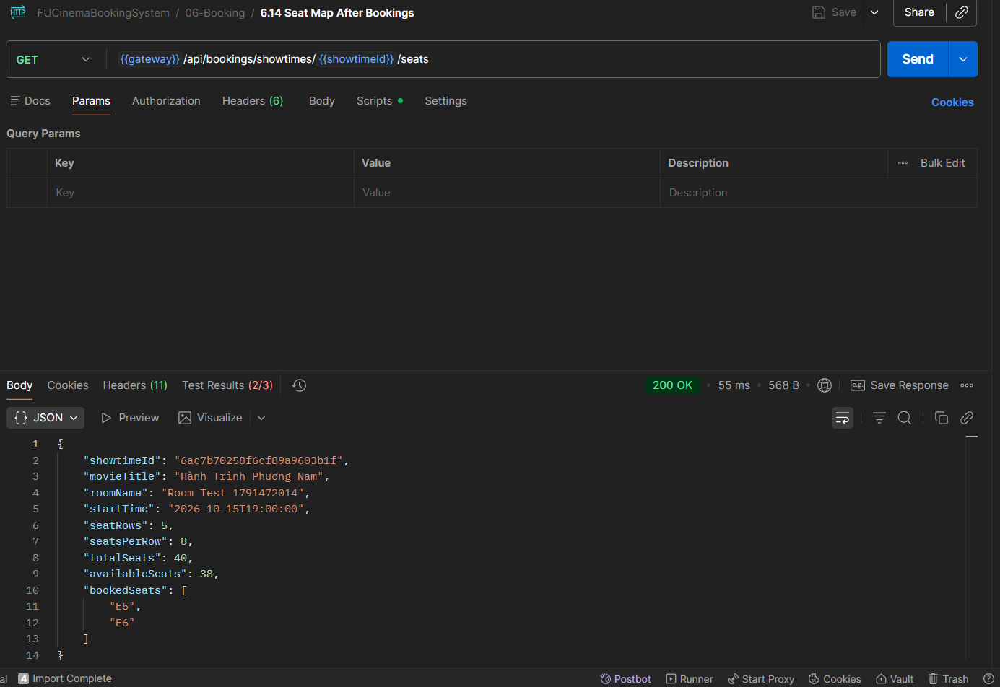 HTTP FUCinemaBookingSystem / 06-Booking / 6.14 Seat Map After Bookings Save Share
GET {{gateway}} /api/bookings/showtimes/ {{showtimeId}} /seats Send
Docs Params Authorization Headers (6) Body Scripts Settings Cookies
Query Params
Key Value Description Bulk Edit
Key Value Description
Body Cookies Headers (11) Test Results (2/3) 200 OK 55 ms 568 B e.g. Save Response
{} JSON Preview Visualize
1 {
2 "showtimeId": "6ac7b70258f6cf89a9603b1f",
3 "movieTitle": "Hành Trình Phương Nam",
4 "roomName": "Room Test 1791472014",
5 "startTime": "2026-10-15T19:00:00",
6 "seatRows": 5,
7 "seatsPerRow": 8,
8 "totalSeats": 40,
9 "availableSeats": 38,
10 "bookedSeats": [
11 "E5",
12 "E6"
13 ]
14 }
al 4 Import Complete Postbot Runner Start Proxy Cookies Vault Trash